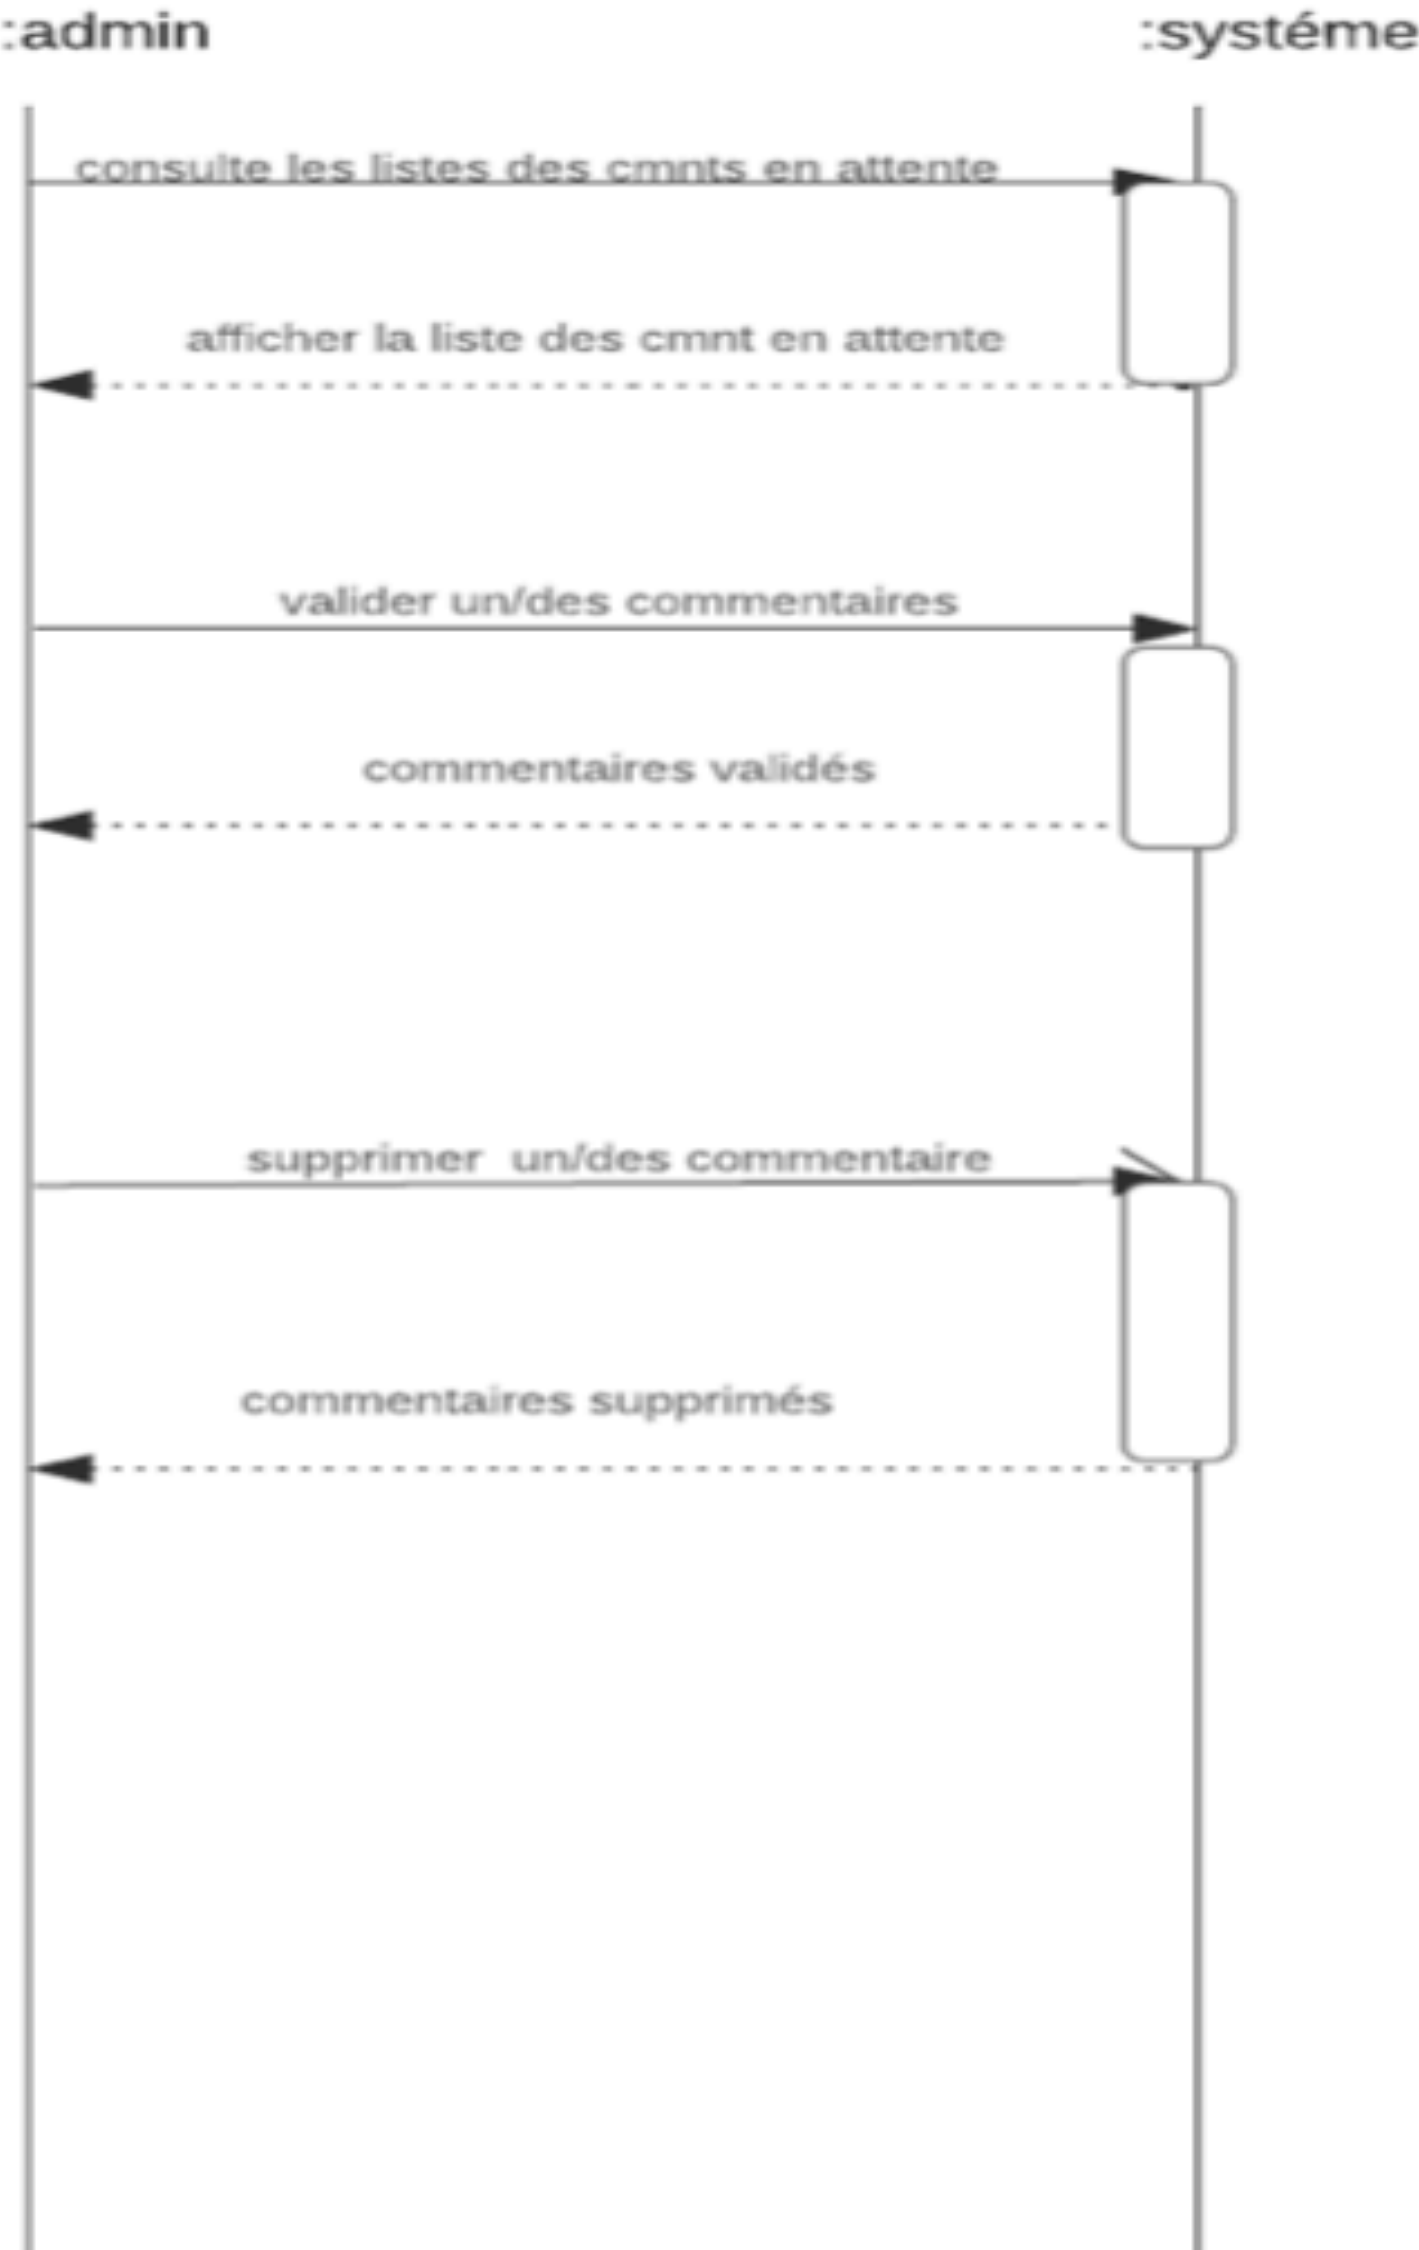 :admin
:systéme
consulte les listes des cmnts en attente
afficher la liste des cmnt en attente
valider un/des commentaires
commentaires validés
supprimer  un/des commentaire
commentaires supprimés